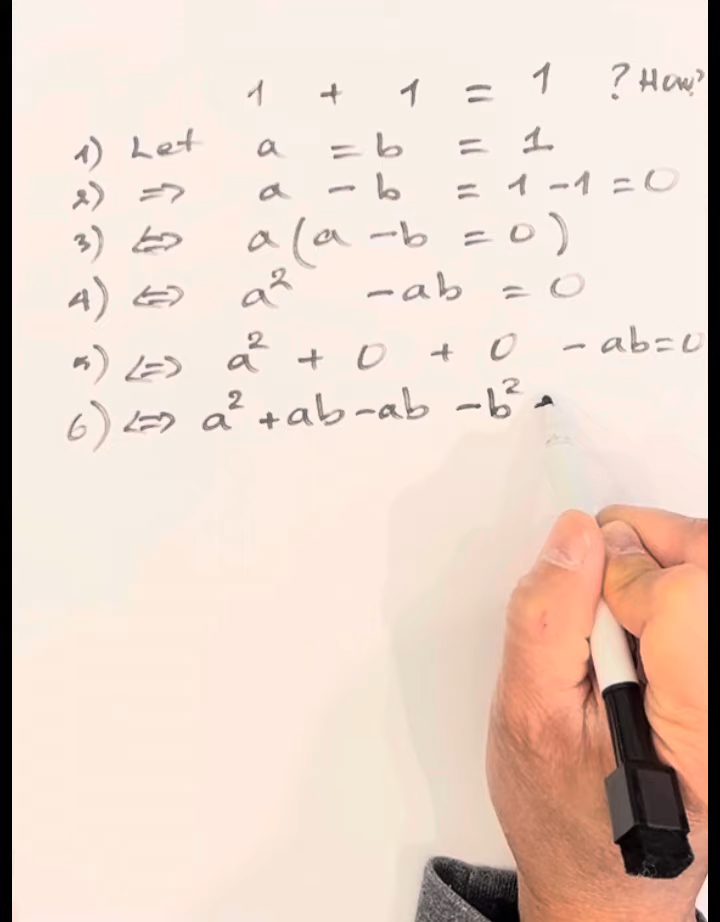 1 + 1 = 1 ? How?
1) Let a = b = 1
2) ⇒ a - b = 1 - 1 = 0
3) ⇔ a(a - b = 0)
4) ⇔ a² - ab = 0
5) ⇔ a² + 0 + 0 - ab = 0
6) ⇔ a² + ab - ab - b² -